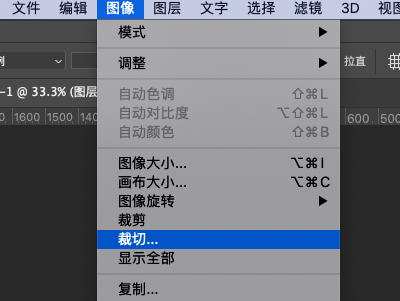 文件 编辑 图像 图层 文字 选择 滤镜 3D 视图
模式
调整
拉直
-1 @ 33.3% (图层
自动色调 ⇧⌘L
自动对比度 ⌥⇧⌘L
自动颜色 ⇧⌘B
1600 1500 140
600 500
图像大小... ⌥⌘I
画布大小... ⌥⌘C
图像旋转
裁剪
裁切...
显示全部
复制...